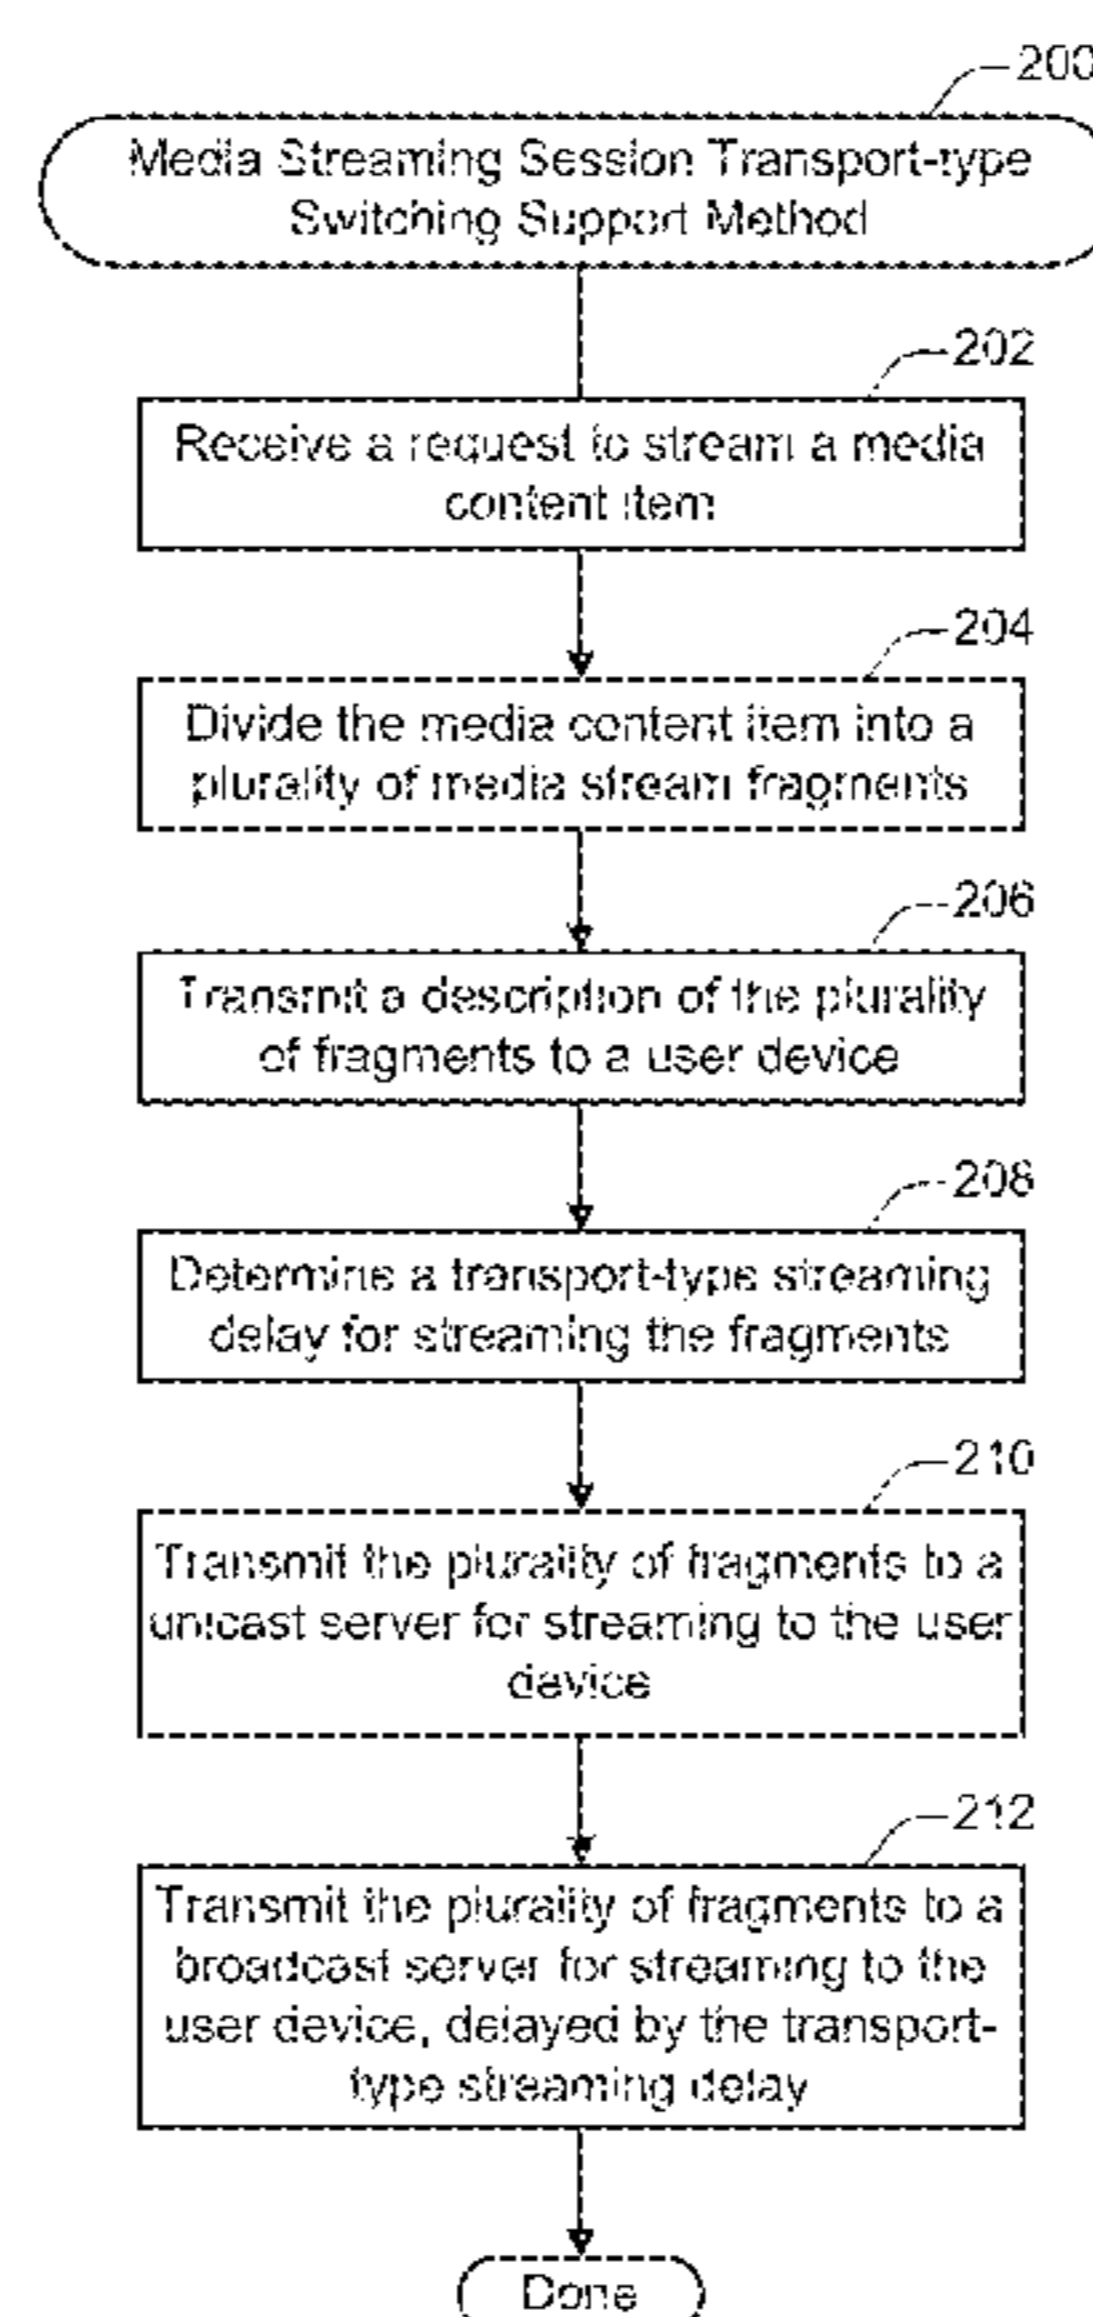 200
Media Streaming Session Transport-type
Switching Support Method
202
Receive a request to stream a media
content item
204
Divide the media content item into a
plurality of media stream fragments
206
Transmit a description of the plurality
of fragments to a user device
208
Determine a transport-type streaming
delay for streaming the fragments
210
Transmit the plurality of fragments to a
unicast server for streaming to the user
device
212
Transmit the plurality of fragments to a
broadcast server for streaming to the
user device, delayed by the transport-
type streaming delay
Done